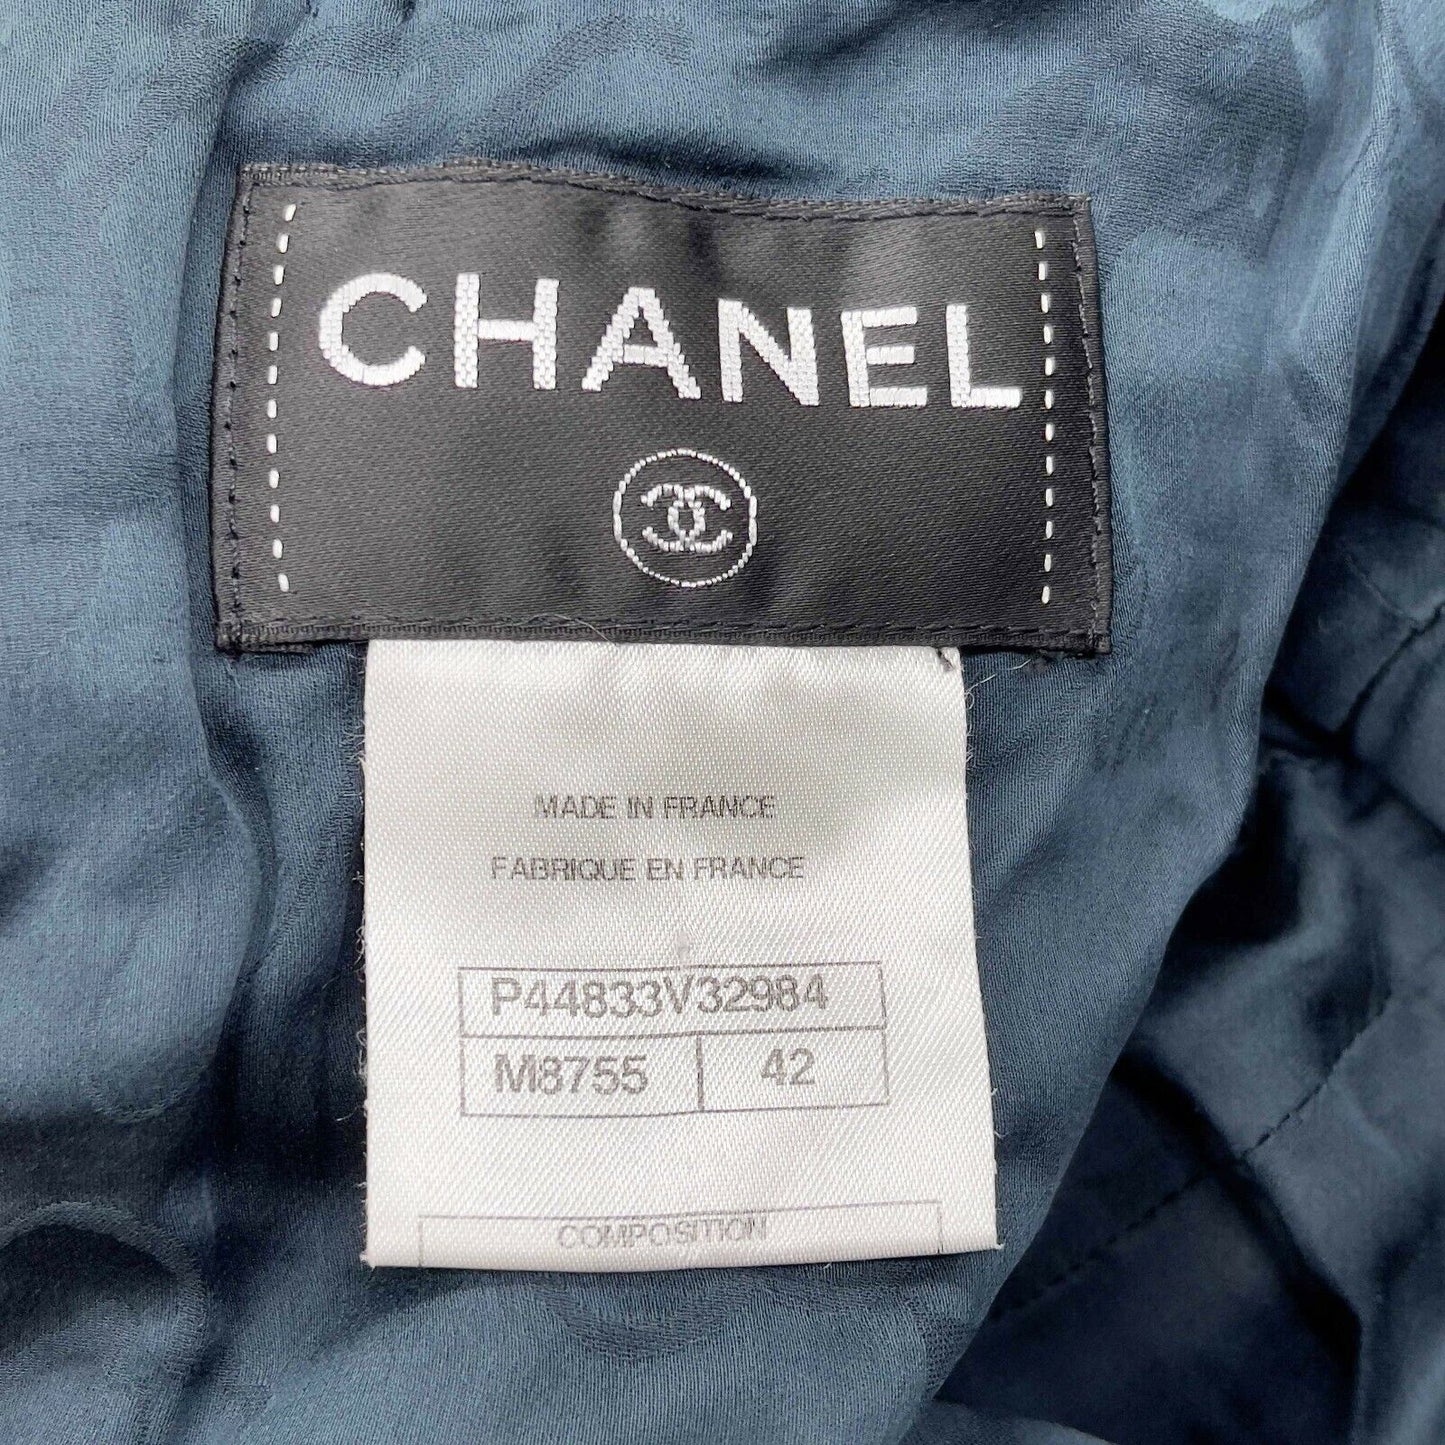 CHANEL
MADE IN FRANCE
FABRIQUE EN FRANCE
P44833V32984
M8755 42
COMPOSITION